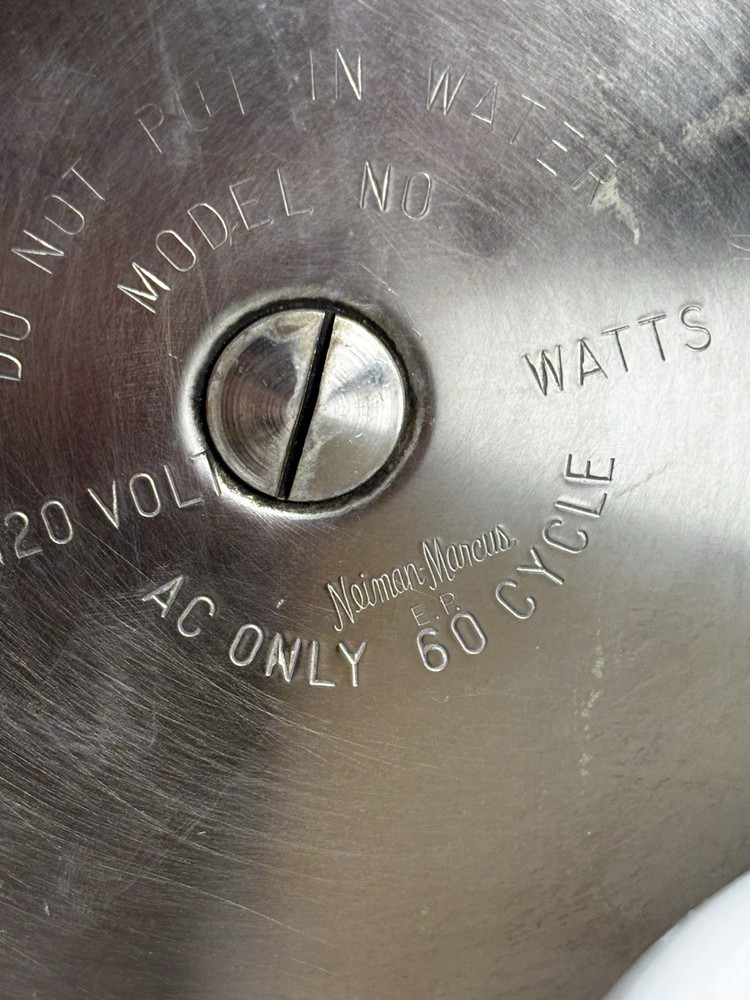 DO NOT PUT IN WATER
MODEL NO
WATTS
120 VOLT
Neiman-Marcus
E.P.
AC ONLY 60 CYCLE